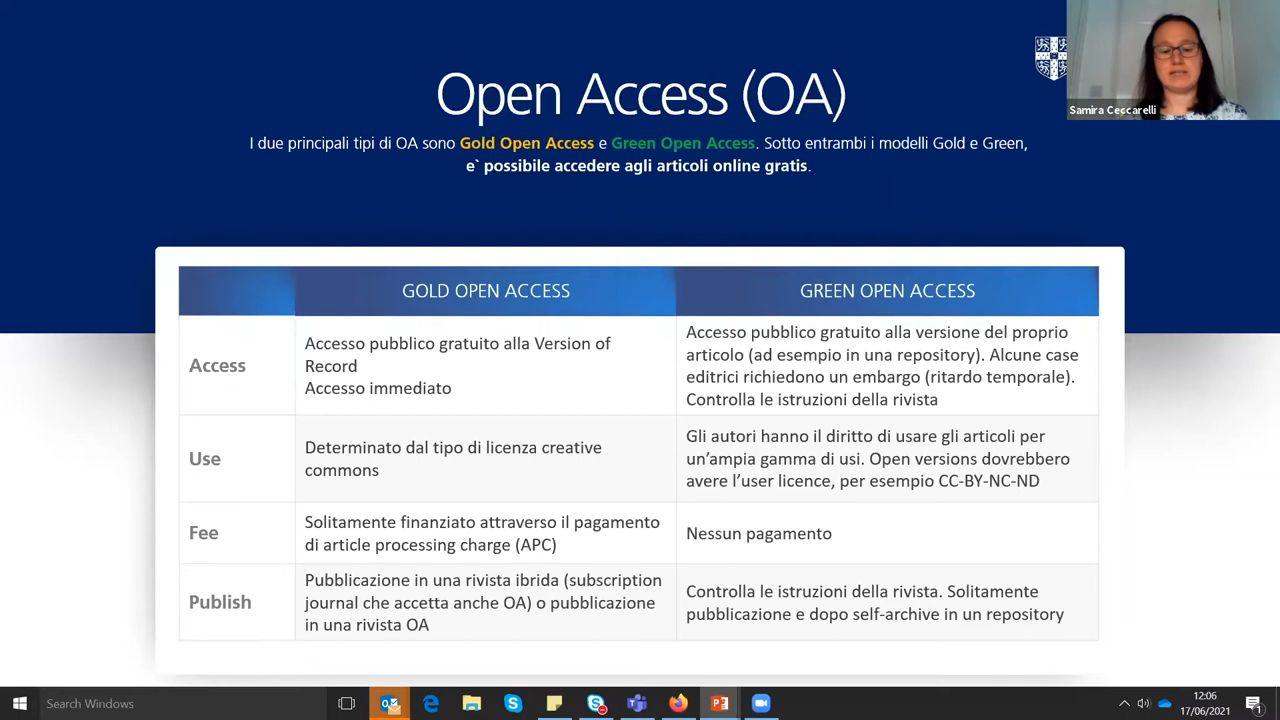 Open Access (OA)
I due principali tipi di OA sono Gold Open Access e Green Open Access. Sotto entrambi i modelli Gold e Green,
e` possibile accedere agli articoli online gratis.
Samira Ceccarelli
GOLD OPEN ACCESS
GREEN OPEN ACCESS
Access
Accesso pubblico gratuito alla Version of
Record
Accesso immediato
Accesso pubblico gratuito alla versione del proprio
articolo (ad esempio in una repository). Alcune case
editrici richiedono un embargo (ritardo temporale).
Controlla le istruzioni della rivista
Use
Determinato dal tipo di licenza creative
commons
Gli autori hanno il diritto di usare gli articoli per
un’ampia gamma di usi. Open versions dovrebbero
avere l’user licence, per esempio CC-BY-NC-ND
Fee
Solitamente finanziato attraverso il pagamento
di article processing charge (APC)
Nessun pagamento
Publish
Pubblicazione in una rivista ibrida (subscription
journal che accetta anche OA) o pubblicazione
in una rivista OA
Controlla le istruzioni della rivista. Solitamente
pubblicazione e dopo self-archive in un repository
Search Windows
12:06
17/06/2021